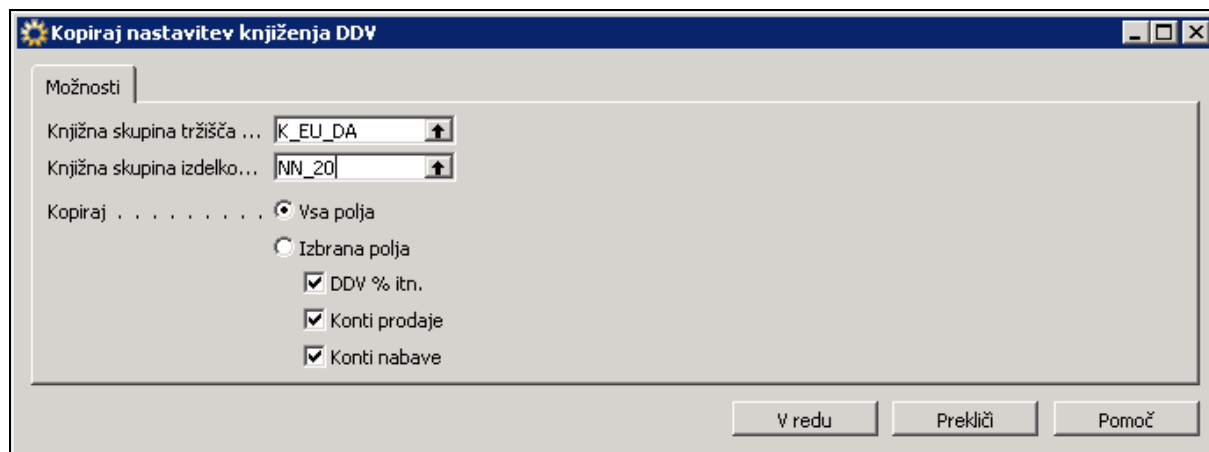 Kopiraj nastavitev knjiženja DDV
Možnosti
Knjižna skupina tržišča ... K_EU_DA
Knjižna skupina izdelko... NN_20
Kopiraj . . . . . . . . . Vsa polja
Izbrana polja
DDV % itn.
Konti prodaje
Konti nabave
V redu Prekliči Pomoč